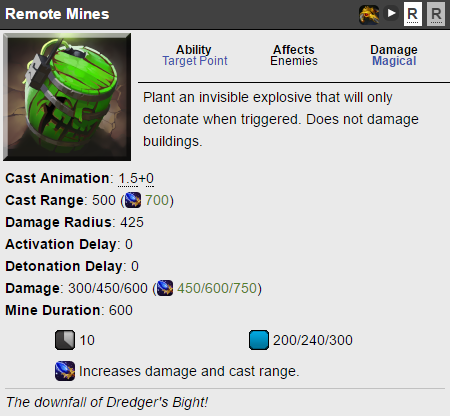 Remote Mines
R R
Ability
Target Point
Affects
Enemies
Damage
Magical
Plant an invisible explosive that will only
detonate when triggered. Does not damage
buildings.
Cast Animation: 1.5+0
Cast Range: 500 ( 700)
Damage Radius: 425
Activation Delay: 0
Detonation Delay: 0
Damage: 300/450/600 ( 450/600/750)
Mine Duration: 600
10 200/240/300
Increases damage and cast range.
The downfall of Dredger's Bight!